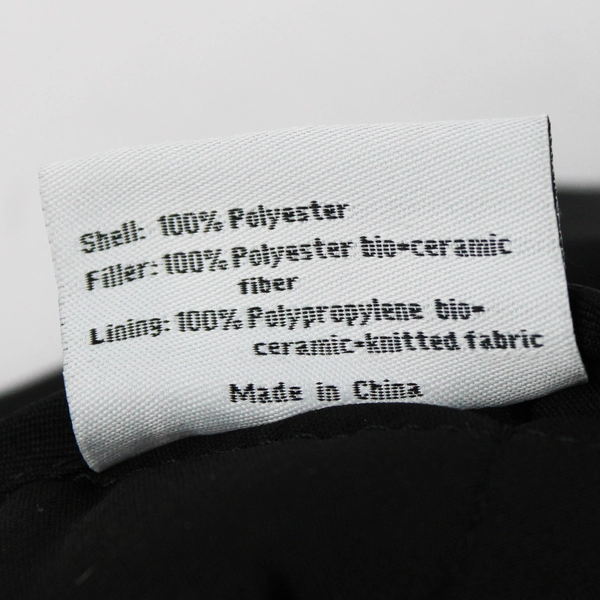 Shell: 100% Polyester
Filler: 100% Polyester bio-ceramic
fiber
Lining: 100% Polypropylene bio-
ceramic-knitted fabric
Made in China